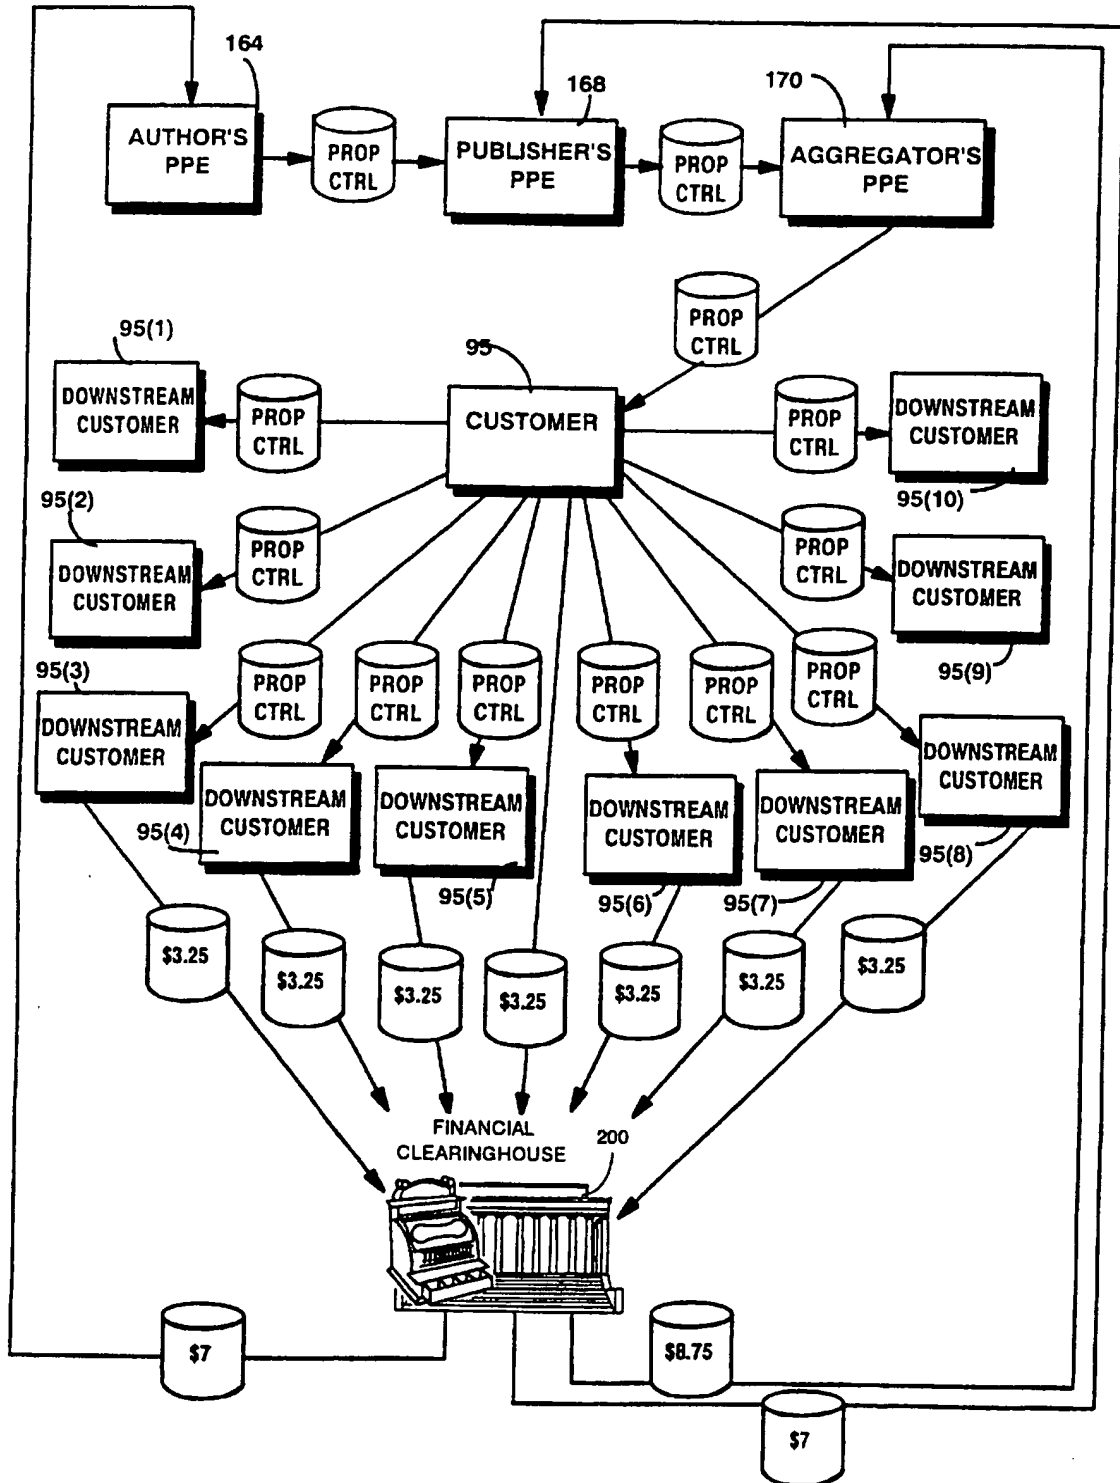 164
168
170
AUTHOR'S
PPE
PROP
CTRL
PUBLISHER'S
PPE
PROP
CTRL
AGGREGATOR'S
PPE
PROP
CTRL
95(1)
95
DOWNSTREAM
CUSTOMER
PROP
CTRL
CUSTOMER
PROP
CTRL
DOWNSTREAM
CUSTOMER
95(10)
95(2)
DOWNSTREAM
CUSTOMER
PROP
CTRL
PROP
CTRL
DOWNSTREAM
CUSTOMER
95(9)
95(3)
DOWNSTREAM
CUSTOMER
PROP
CTRL
PROP
CTRL
PROP
CTRL
PROP
CTRL
PROP
CTRL
PROP
CTRL
DOWNSTREAM
CUSTOMER
95(8)
DOWNSTREAM
CUSTOMER
95(4)
DOWNSTREAM
CUSTOMER
95(5)
DOWNSTREAM
CUSTOMER
95(6)
DOWNSTREAM
CUSTOMER
95(7)
$3.25
$3.25
$3.25
$3.25
$3.25
$3.25
$3.25
FINANCIAL
CLEARINGHOUSE
200
$7
$8.75
$7